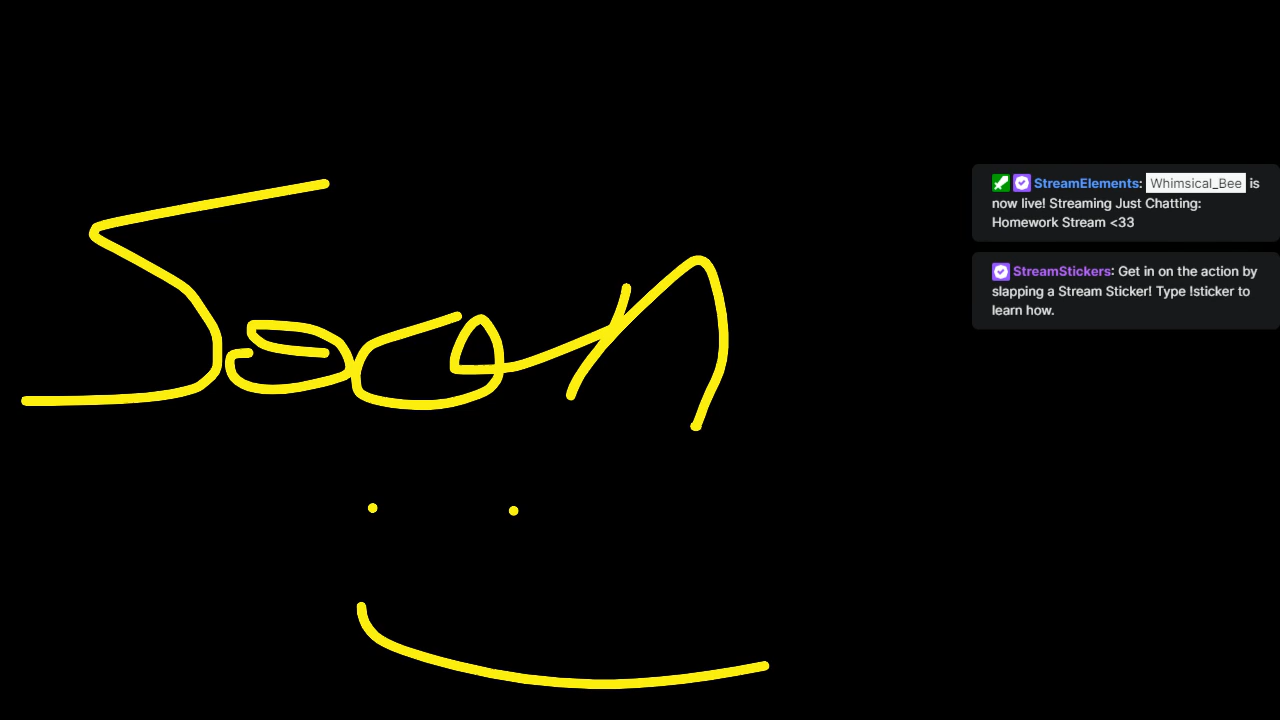 Soon
StreamElements: Whimsical_Bee is
now live! Streaming Just Chatting:
Homework Stream <33
StreamStickers: Get in on the action by
slapping a Stream Sticker! Type !sticker to
learn how.